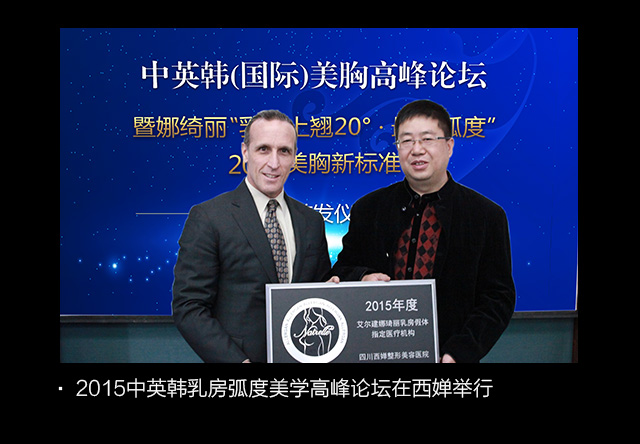 中英韩(国际)美胸高峰论坛
暨娜绮丽“乳 上翘20°· 弧度”
2 美胸新标准
发仪
2015年度
艾尔建娜绮丽乳房假体
指定医疗机构
Natrelle
四川西婵整形美容医院
· 2015中英韩乳房弧度美学高峰论坛在西婵举行